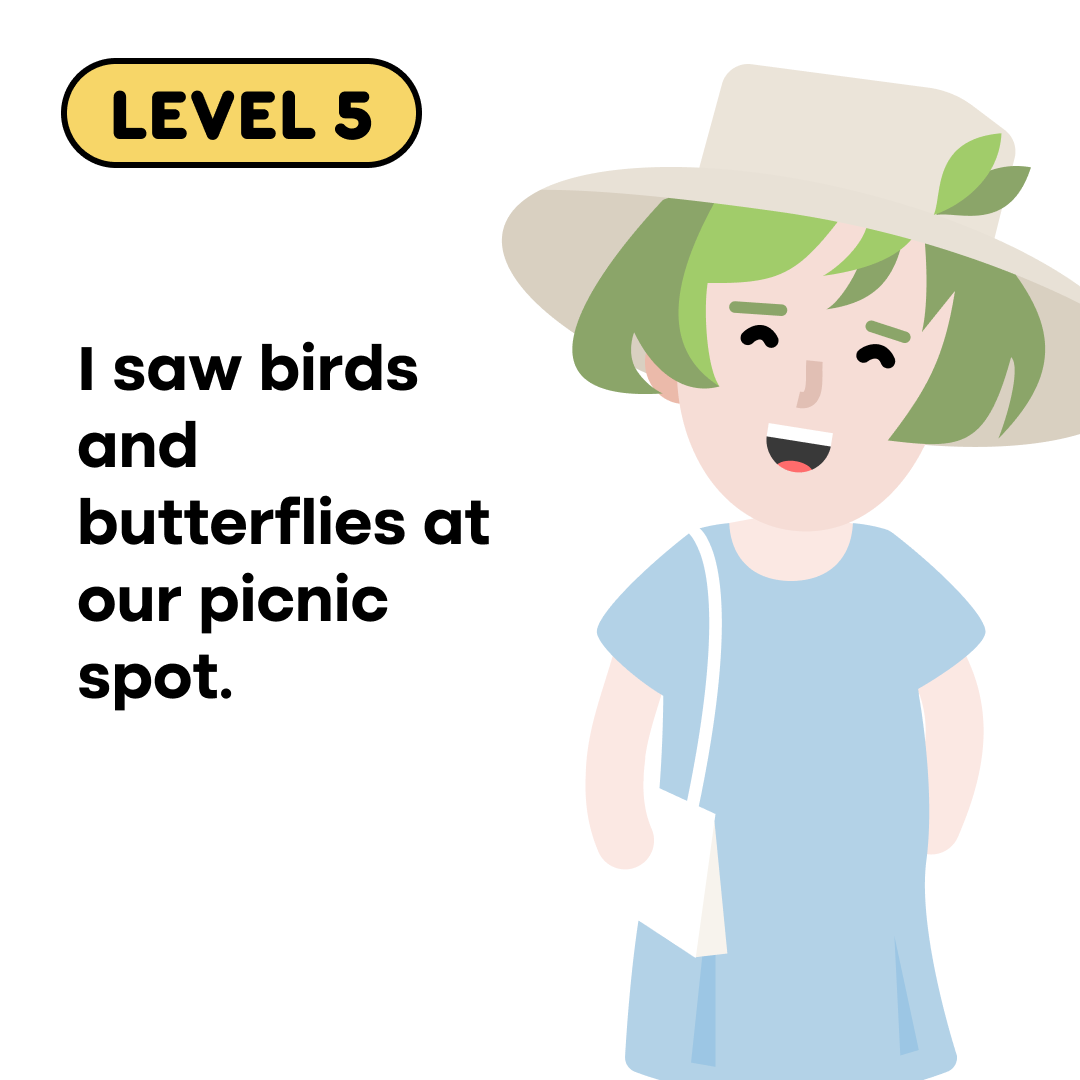 LEVEL 5
I saw birds
and
butterflies at
our picnic
spot.